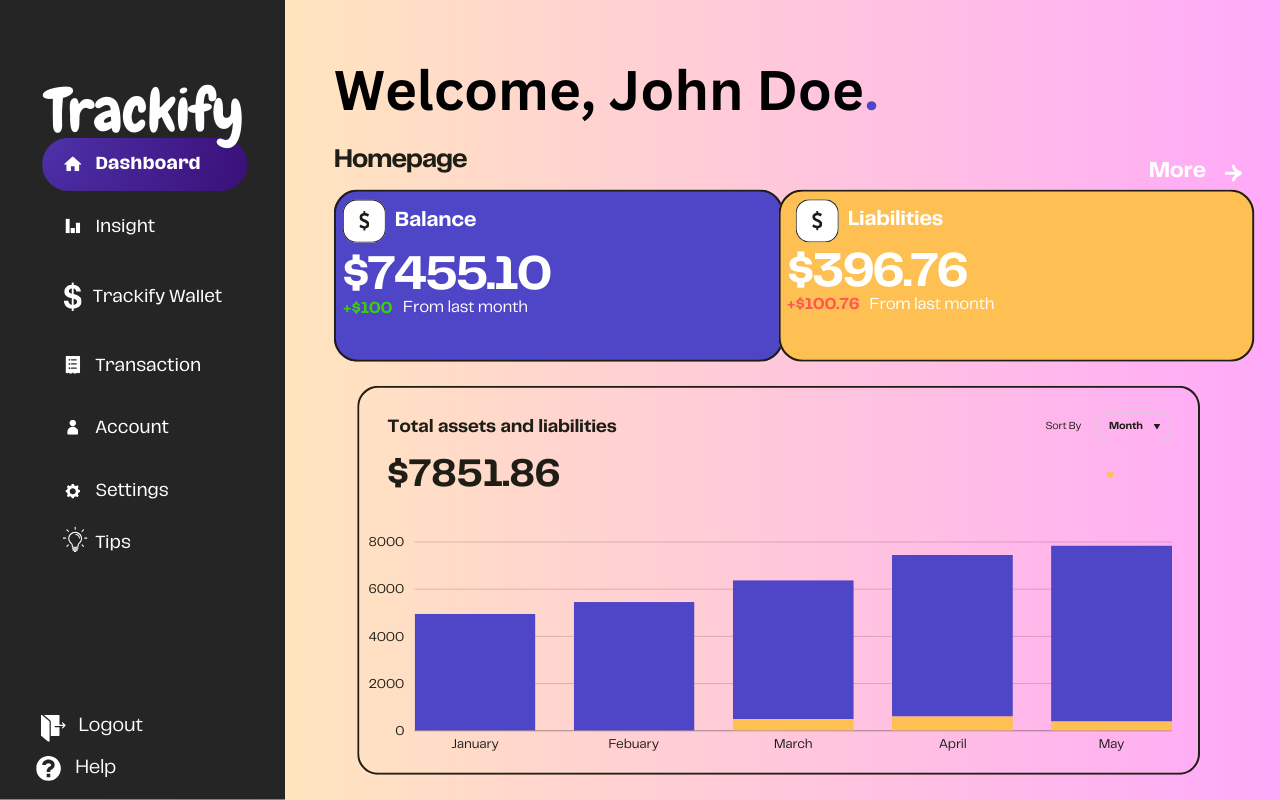 Trackify
Dashboard
Insight
$ Trackify Wallet
Transaction
Account
Settings
Tips
Logout
? Help
Welcome, John Doe.
Homepage
More
$ Balance
$7455.10
+$100 From last month
$ Liabilities
$396.76
+$100.76 From last month
Total assets and liabilities
Sort By Month
$7851.86
8000
6000
4000
2000
0
January Febuary March April May